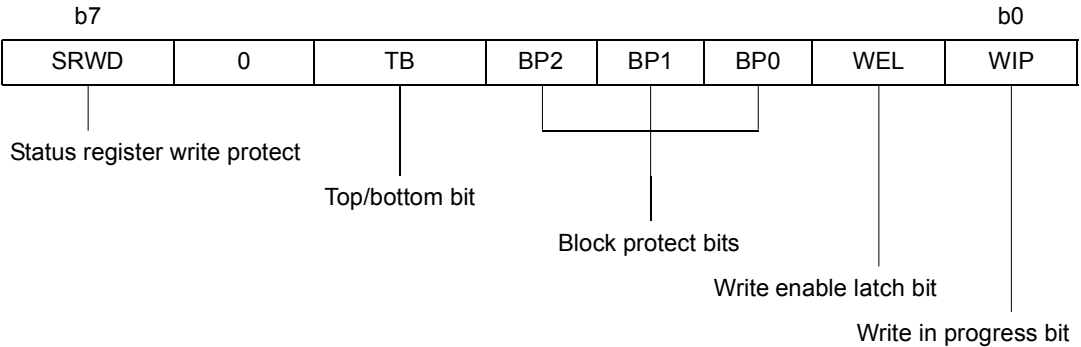 b7 b0
SRWD 0 TB BP2 BP1 BP0 WEL WIP
Status register write protect
Top/bottom bit
Block protect bits
Write enable latch bit
Write in progress bit